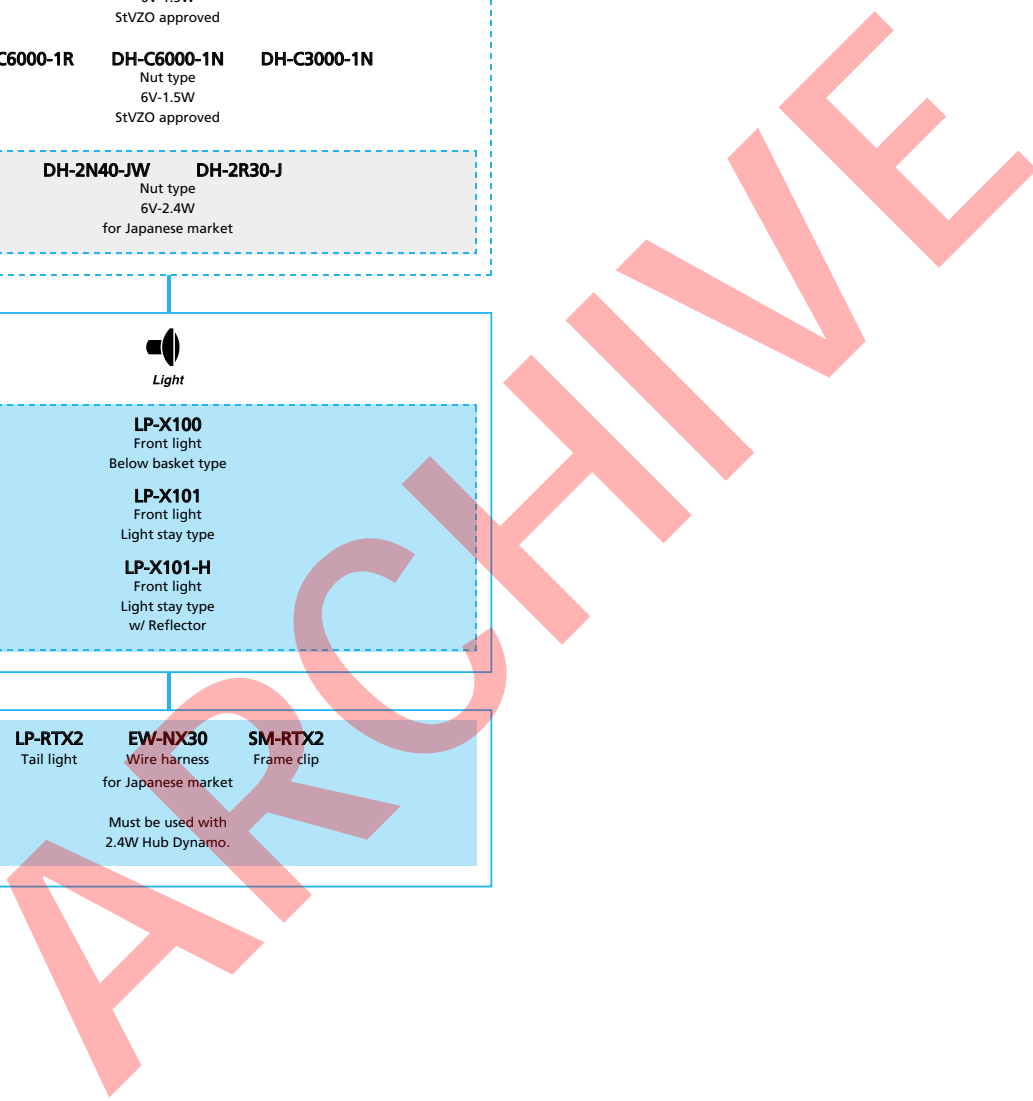 StVZO approved
C6000-1R DH-C6000-1N DH-C3000-1N
Nut type
6V-1.5W
StVZO approved
DH-2N40-JW DH-2R30-J
Nut type
6V-2.4W
for Japanese market
Light
LP-X100
Front light
Below basket type
LP-X101
Front light
Light stay type
LP-X101-H
Front light
Light stay type
w/ Reflector
LP-RTX2 EW-NX30 SM-RTX2
Tail light Wire harness Frame clip
for Japanese market
Must be used with
2.4W Hub Dynamo.
ARCHIVE